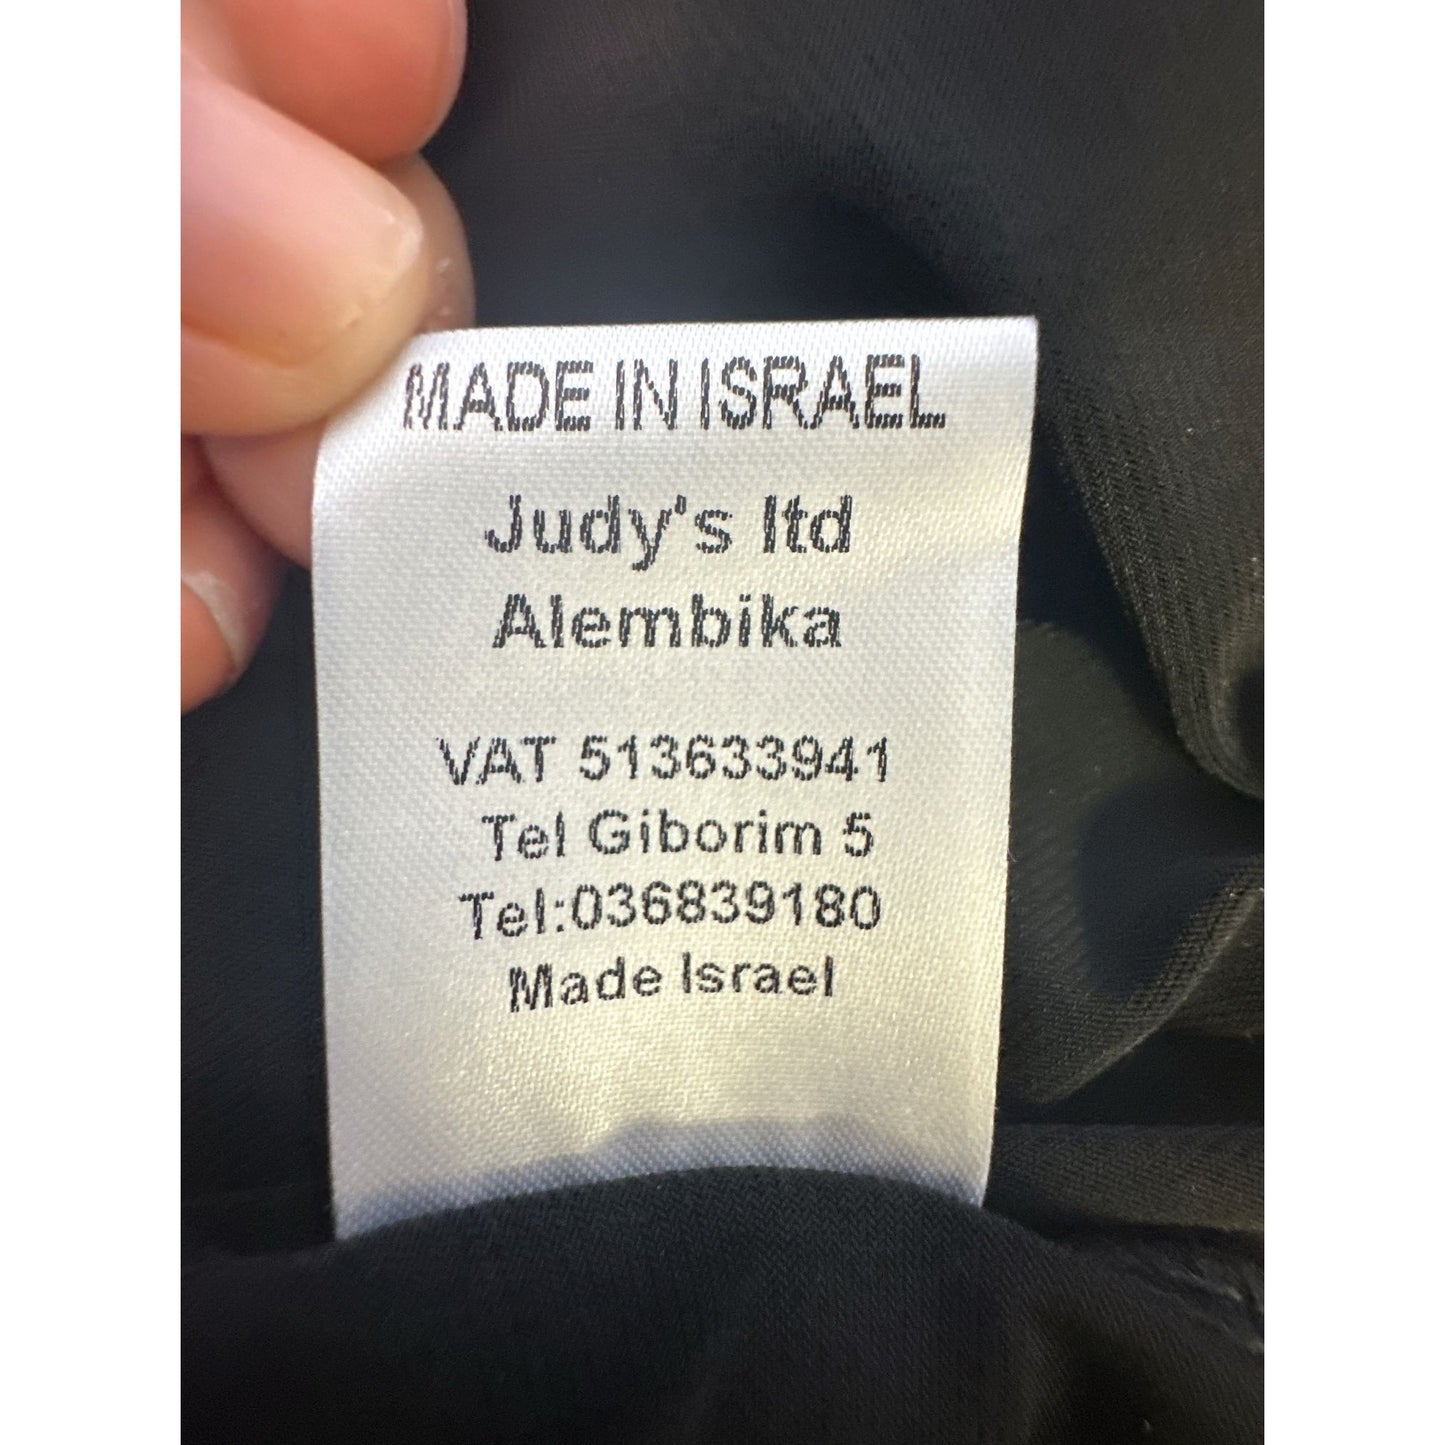 MADE IN ISRAEL
Judy's ltd
Alembika
VAT 513633941
Tel Giborim 5
Tel:036839180
Made Israel